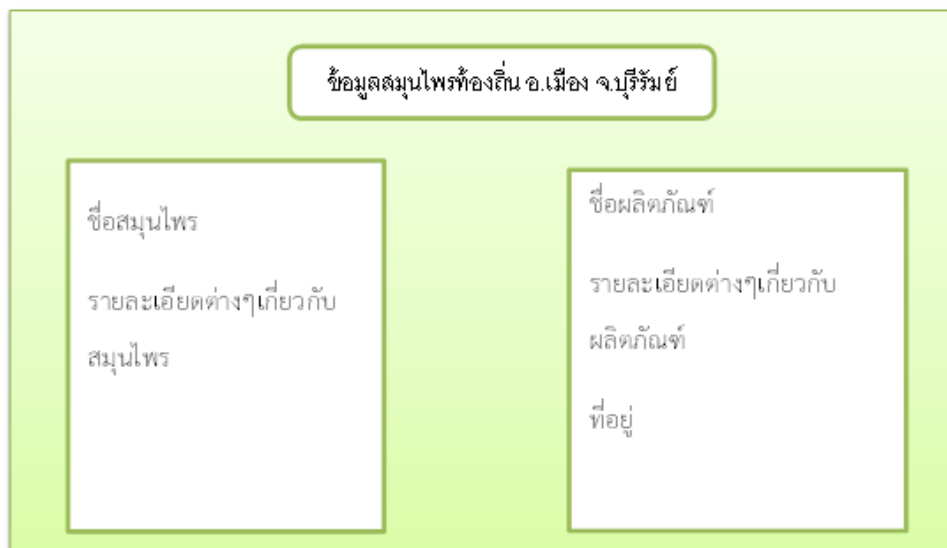 ข้อมูลสมุนไพรท้องถิ่น อ.เมือง จ.บุรีรัมย์
ชื่อสมุนไพร
รายละเอียดต่างๆเกี่ยวกับ
สมุนไพร
ชื่อผลิตภัณฑ์
รายละเอียดต่างๆเกี่ยวกับ
ผลิตภัณฑ์
ที่อยู่